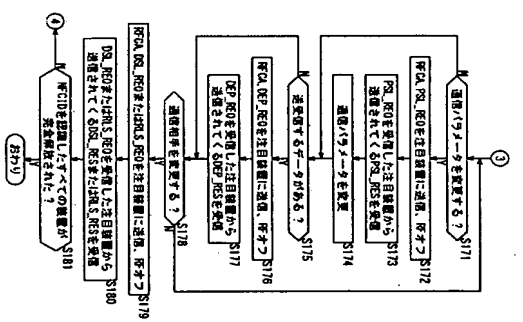 ③
通信パラメータを変更する?
S171
N
Y
RFCA,PSL_REQを注目装置に送信、RFオフ
S172
PSL_REQを受信した注目装置から
送信されてくるPSL_RESを受信
S173
通信パラメータを変更
S174
送受信するデータがある?
S175
N
Y
RFCA,DEP_REQを注目装置に送信、RFオフ
S176
DEP_REQを受信した注目装置から
送信されてくるDEP_RESを受信
S177
通信相手を変更する?
S178
N
Y
RFCA,DSL_REQまたはRLS_REQを注目装置に送信、RFオフ
S179
DSL_REQまたはRLS_REQを受信した注目装置から
送信されてくるDSL_RESまたはRLS_RESを受信
S180
NFCIDを認識したすべての装置が
完全解放された?
S181
N
Y
④
おわり